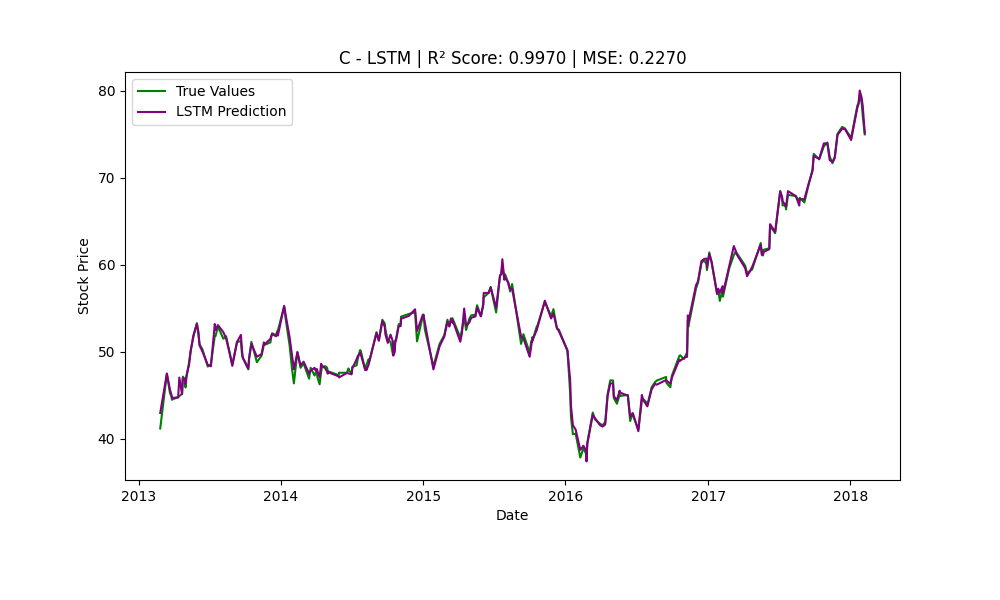 C - LSTM | R² Score: 0.9970 | MSE: 0.2270
True Values
LSTM Prediction
80
70
60
50
40
Stock Price
2013 2014 2015 2016 2017 2018
Date